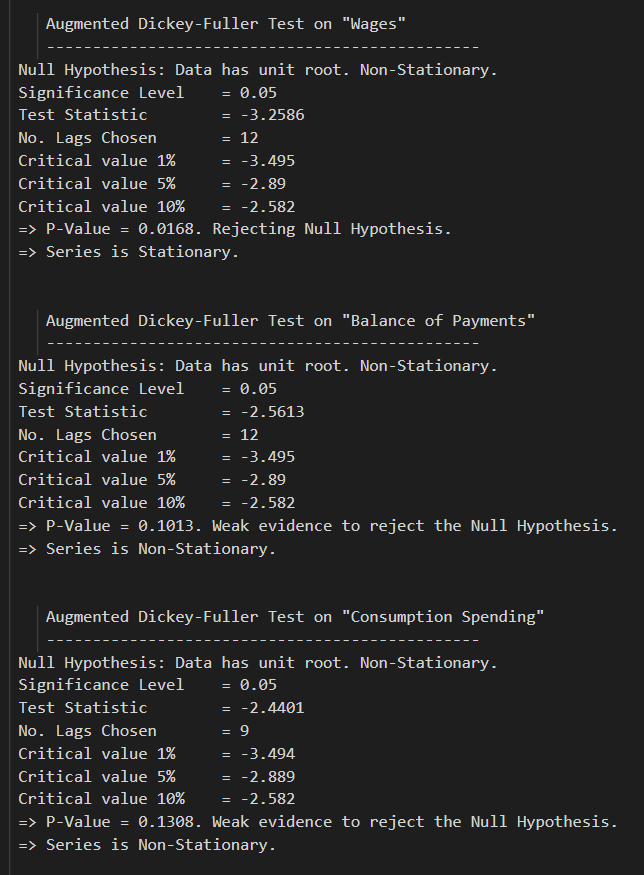 Augmented Dickey-Fuller Test on "Wages"
-----------------------------------------------
Null Hypothesis: Data has unit root. Non-Stationary.
Significance Level    = 0.05
Test Statistic        = -3.2586
No. Lags Chosen       = 12
Critical value 1%     = -3.495
Critical value 5%     = -2.89
Critical value 10%    = -2.582
=> P-Value = 0.0168. Rejecting Null Hypothesis.
=> Series is Stationary.
Augmented Dickey-Fuller Test on "Balance of Payments"
-----------------------------------------------
Null Hypothesis: Data has unit root. Non-Stationary.
Significance Level    = 0.05
Test Statistic        = -2.5613
No. Lags Chosen       = 12
Critical value 1%     = -3.495
Critical value 5%     = -2.89
Critical value 10%    = -2.582
=> P-Value = 0.1013. Weak evidence to reject the Null Hypothesis.
=> Series is Non-Stationary.
Augmented Dickey-Fuller Test on "Consumption Spending"
-----------------------------------------------
Null Hypothesis: Data has unit root. Non-Stationary.
Significance Level    = 0.05
Test Statistic        = -2.4401
No. Lags Chosen       = 9
Critical value 1%     = -3.494
Critical value 5%     = -2.889
Critical value 10%    = -2.582
=> P-Value = 0.1308. Weak evidence to reject the Null Hypothesis.
=> Series is Non-Stationary.